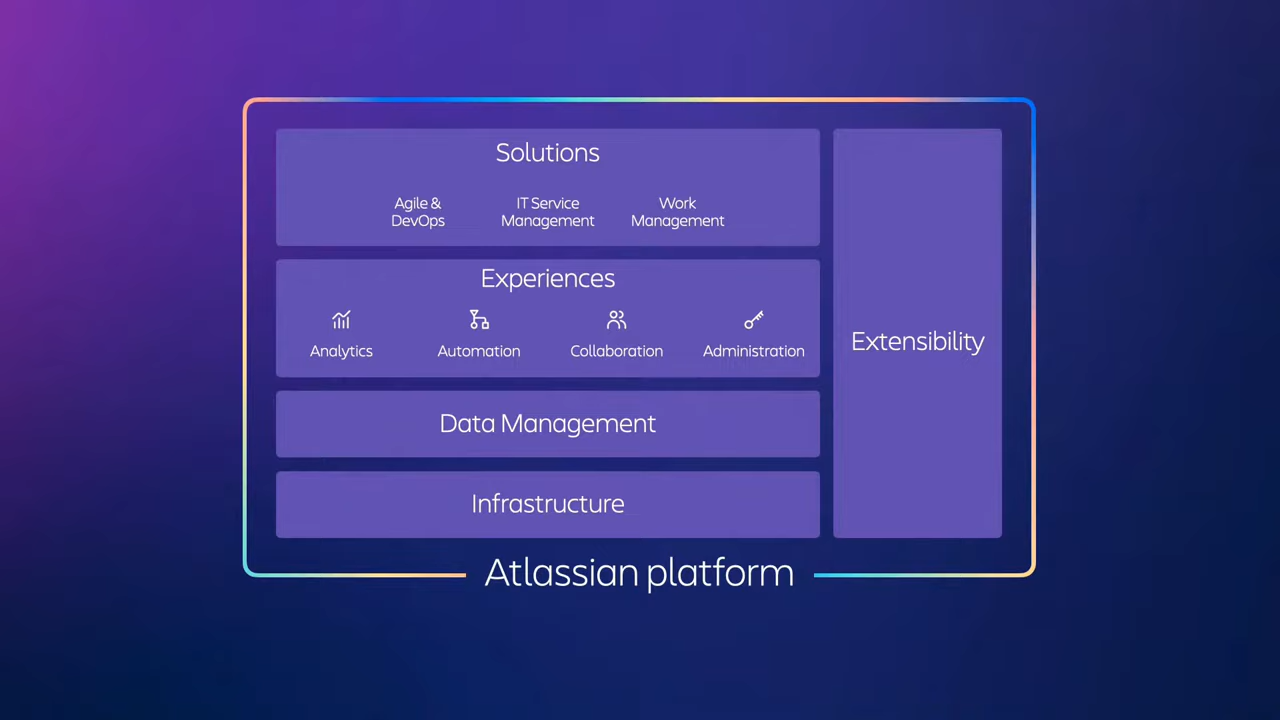 Solutions
Agile &
DevOps
IT Service
Management
Work
Management
Experiences
Analytics
Automation
Collaboration
Administration
Data Management
Infrastructure
Extensibility
Atlassian platform